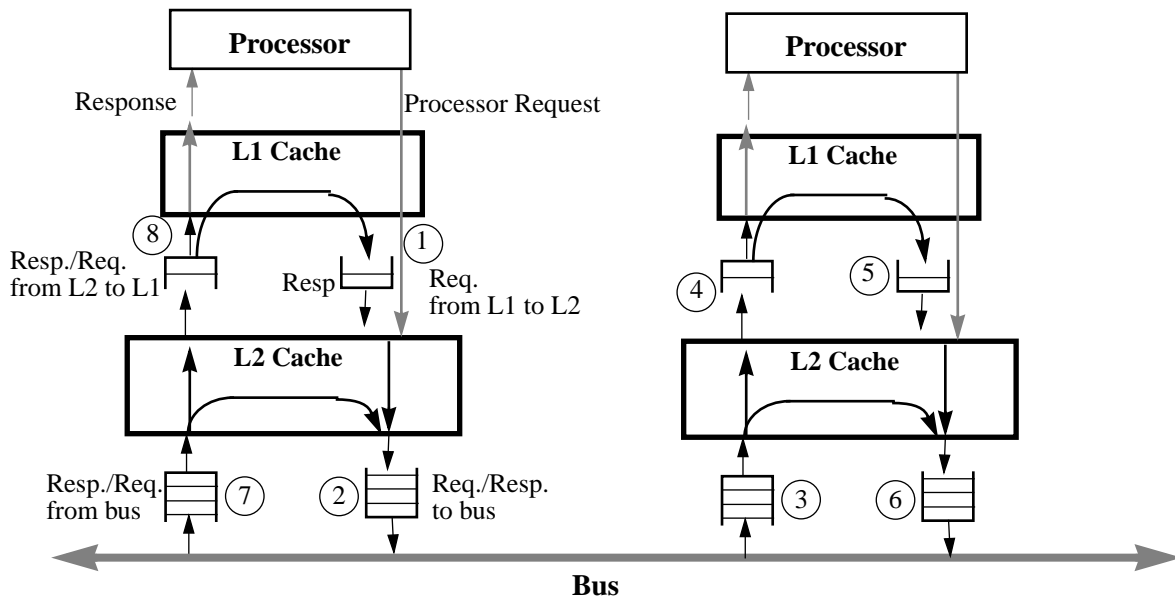 Processor
Processor
Response
Processor Request
L1 Cache
L1 Cache
8
1
Resp./Req.
from L2 to L1
Resp
Req.
from L1 to L2
4
5
L2 Cache
L2 Cache
Resp./Req.
from bus
7
2
Req./Resp.
to bus
3
6
Bus